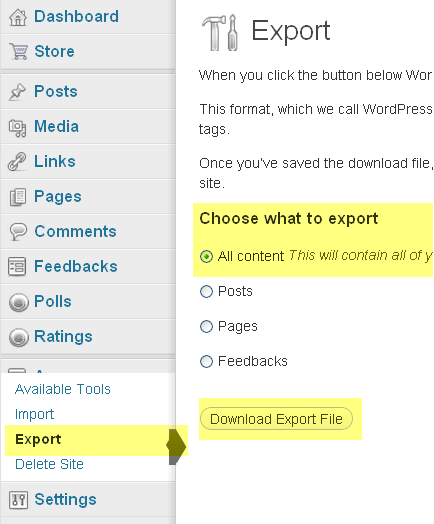 Dashboard
Store
Posts
Media
Links
Pages
Comments
Feedbacks
Polls
Ratings
Available Tools
Import
Export
Delete Site
Settings
Export
When you click the button below Wor
This format, which we call WordPress
tags.
Once you've saved the download file,
site.
Choose what to export
All content This will contain all of y
Posts
Pages
Feedbacks
Download Export File